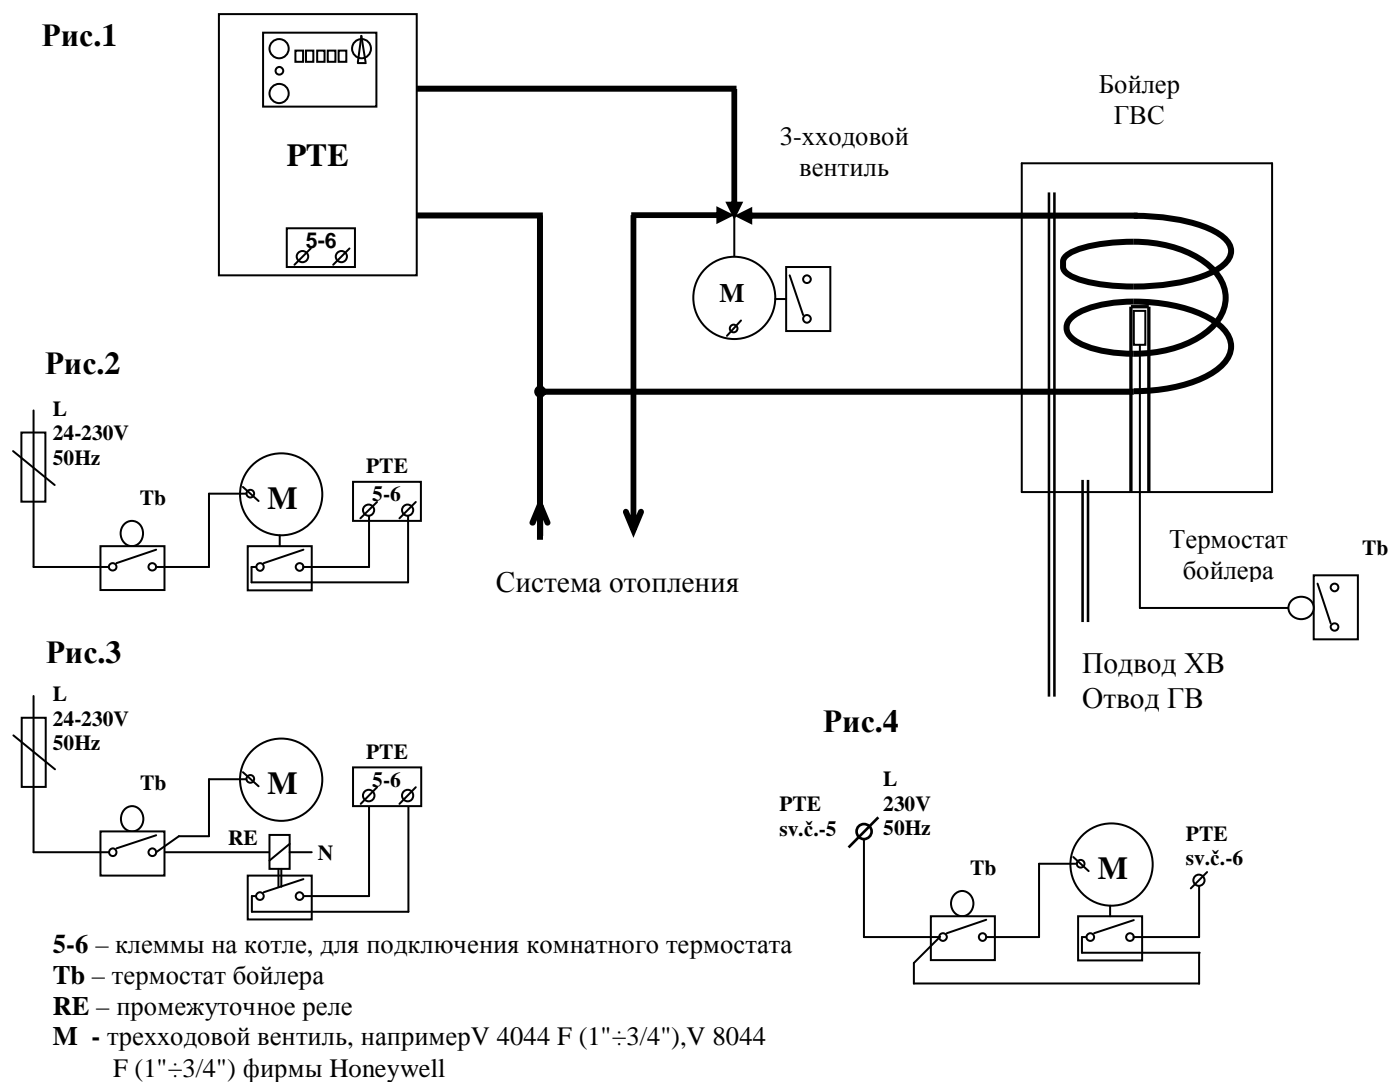 Рис.1
PTE
5-6
3-хходовой
вентиль
Бойлер
ГВС
M
Рис.2
L
24-230V
50Hz
Tb
M
PTE
5-6
Система отопления
Термостат
бойлера
Tb
Подвод ХВ
Отвод ГВ
Рис.3
L
24-230V
50Hz
Tb
M
PTE
5-6
RE
N
Рис.4
PTE
sv.č.-5
L
230V
50Hz
Tb
M
PTE
sv.č.-6
5-6 – клеммы на котле, для подключения комнатного термостата
Tb – термостат бойлера
RE – промежуточное реле
M - трехходовой вентиль, напримерV 4044 F (1"÷3/4"),V 8044
F (1"÷3/4") фирмы Honeywell